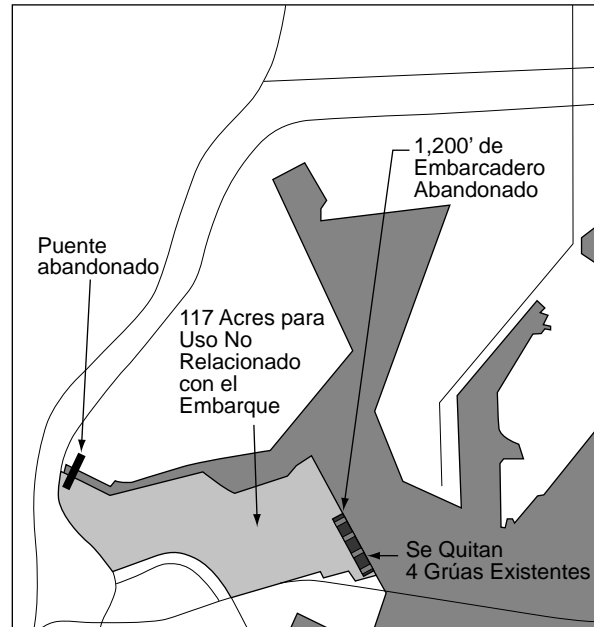 1,200’ de
Embarcadero
Abandonado
Puente
abandonado
117 Acres para
Uso No
Relacionado
con el
Embarque
Se Quitan
4 Grúas Existentes